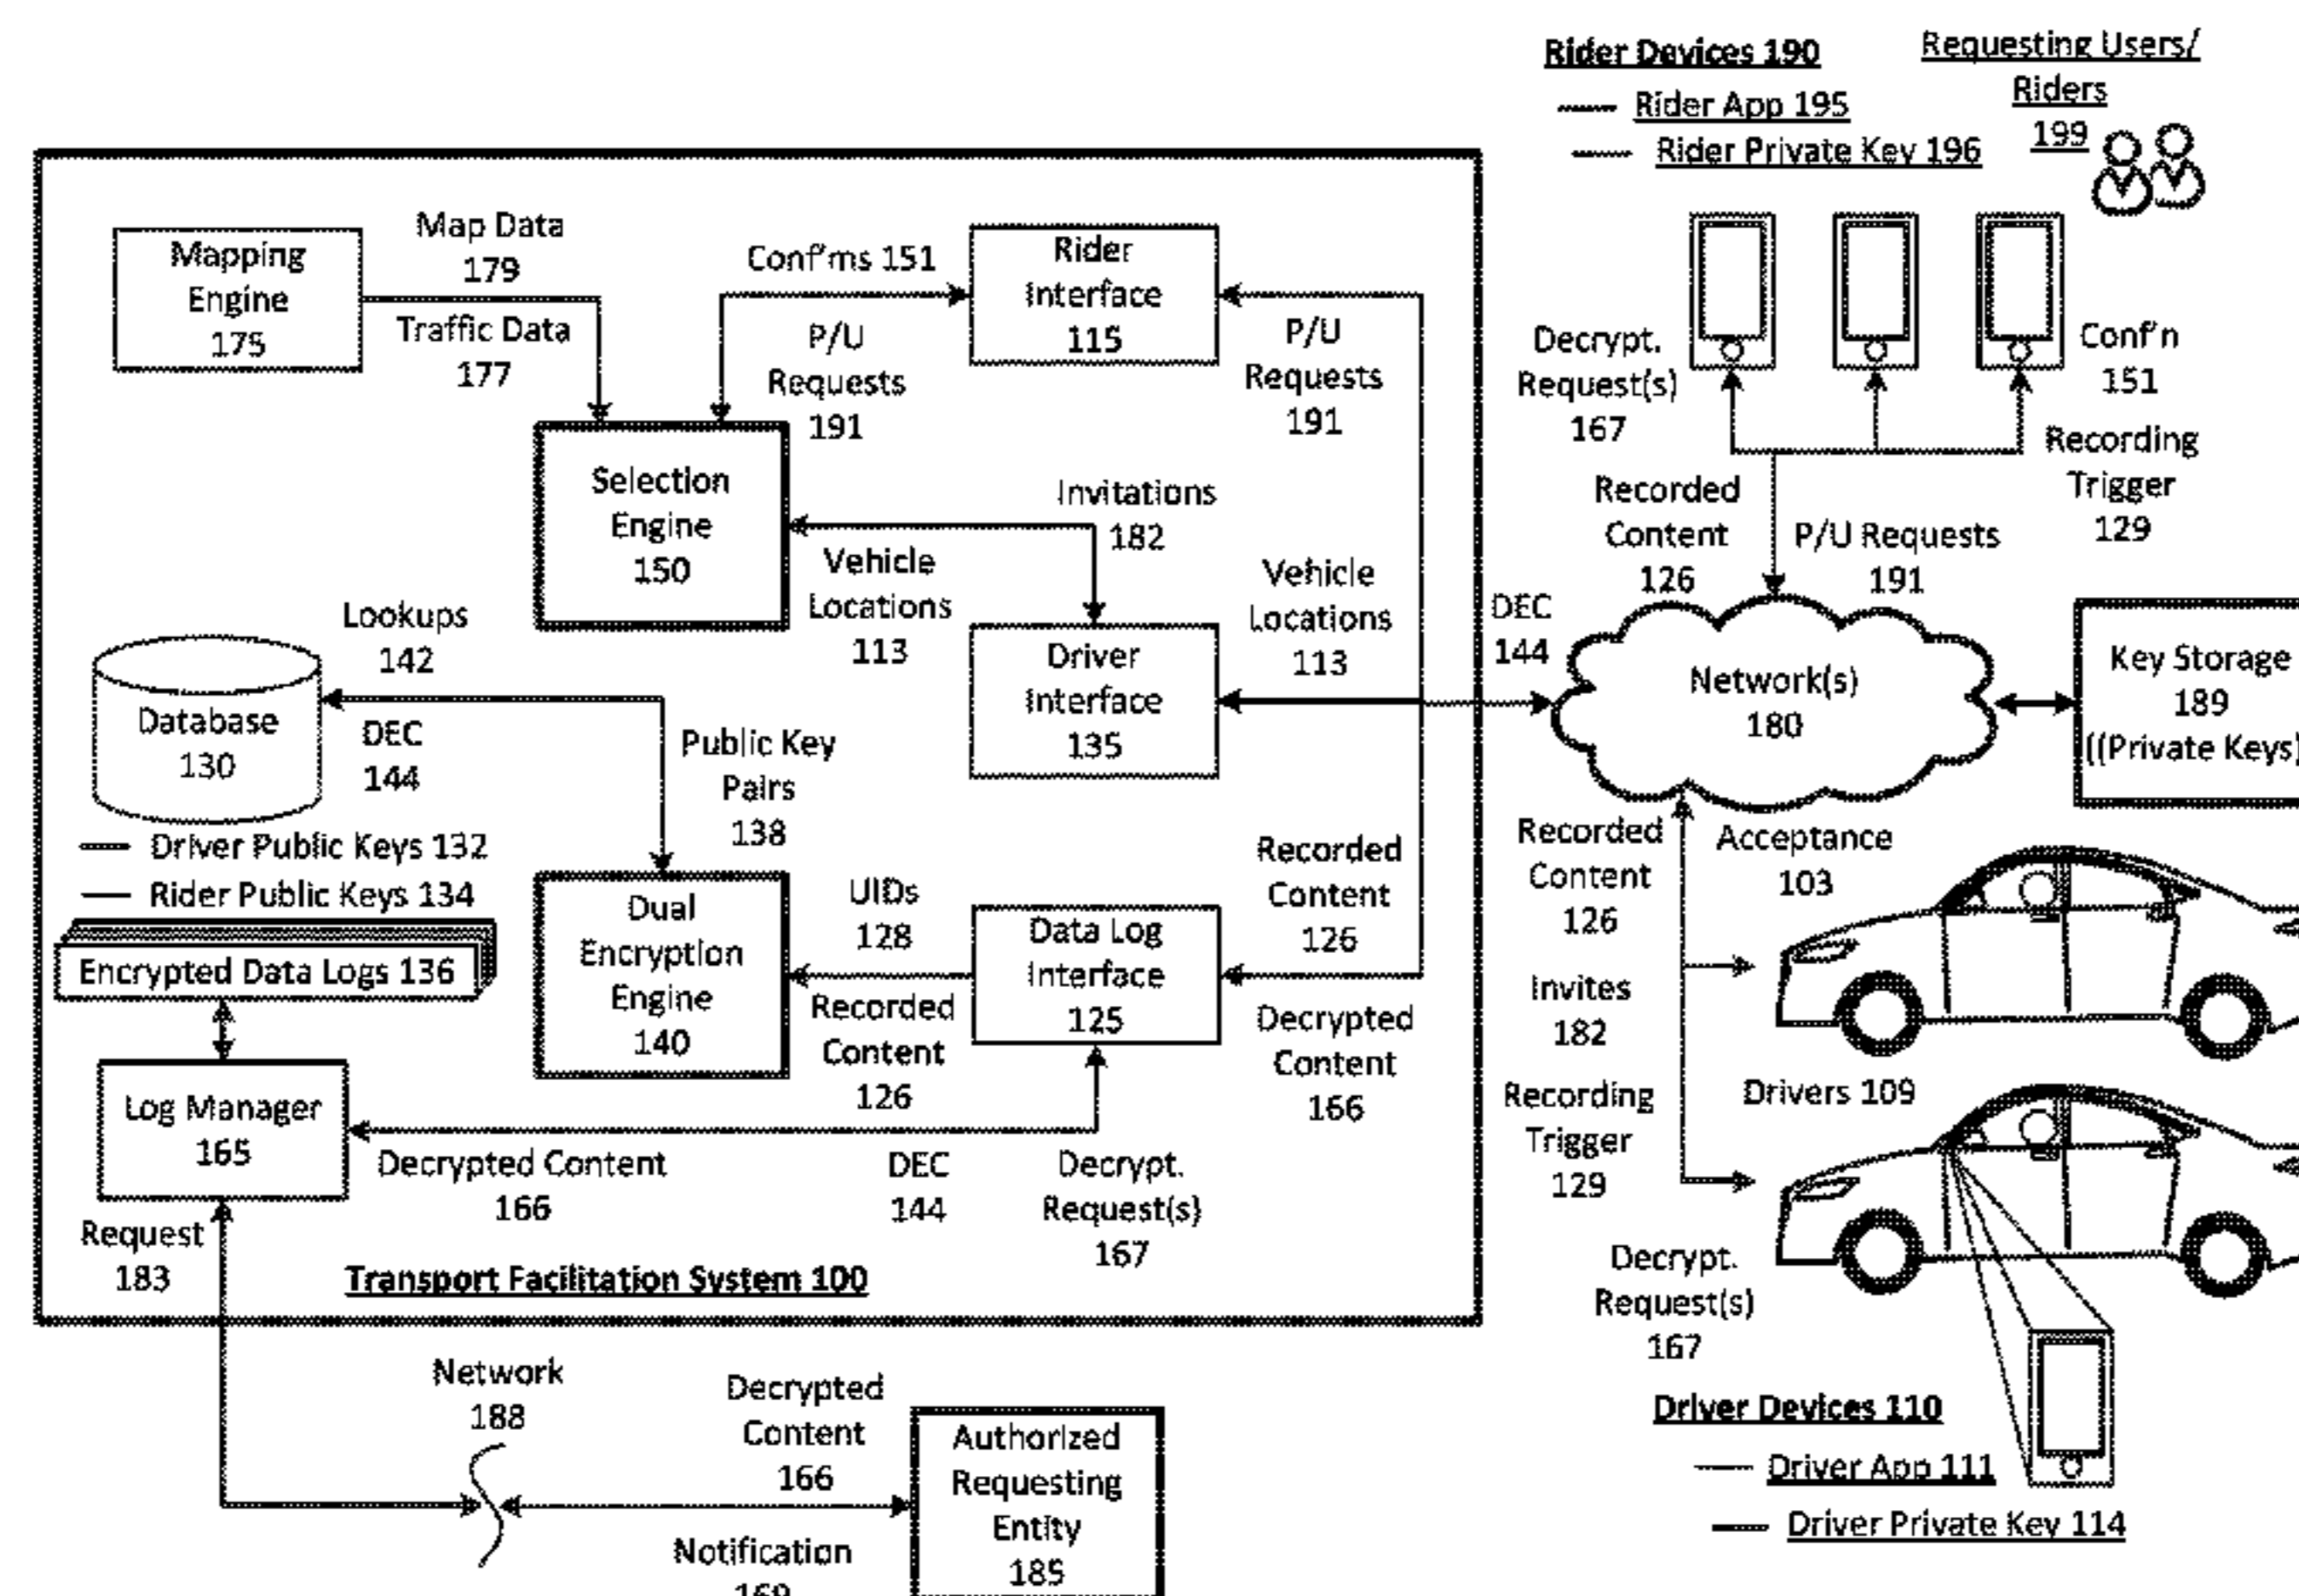 Rider Devices 190
Rider App 195
Rider Private Key 196
Requesting Users/
Riders
199
Mapping
Engine
175
Map Data
179
Traffic Data
177
Conf'ms 151
P/U
Requests
191
Rider
Interface
115
P/U
Requests
191
Decrypt.
Request(s)
167
Conf'n
151
Recording
Trigger
129
Recorded
Content
126
P/U Requests
191
Selection
Engine
150
Invitations
182
Vehicle
Locations
113
Vehicle
Locations
113
Driver
Interface
135
DEC
144
Network(s)
180
Key Storage
189
((Private Keys)
Lookups
142
Database
130
DEC
144
Public Key
Pairs
138
Driver Public Keys 132
Rider Public Keys 134
Encrypted Data Logs 136
Dual
Encryption
Engine
140
UIDs
128
Recorded
Content
126
Data Log
Interface
125
Recorded
Content
126
Decrypted
Content
166
Recorded
Content
126
Acceptance
103
Invites
182
Recording
Trigger
129
Drivers 109
Decrypt.
Request(s)
167
Log Manager
165
Decrypted Content
166
DEC
144
Decrypt.
Request(s)
167
Request
183
Transport Facilitation System 100
Network
188
Decrypted
Content
166
Notification
Authorized
Requesting
Entity
185
Driver Devices 110
Driver App 111
Driver Private Key 114